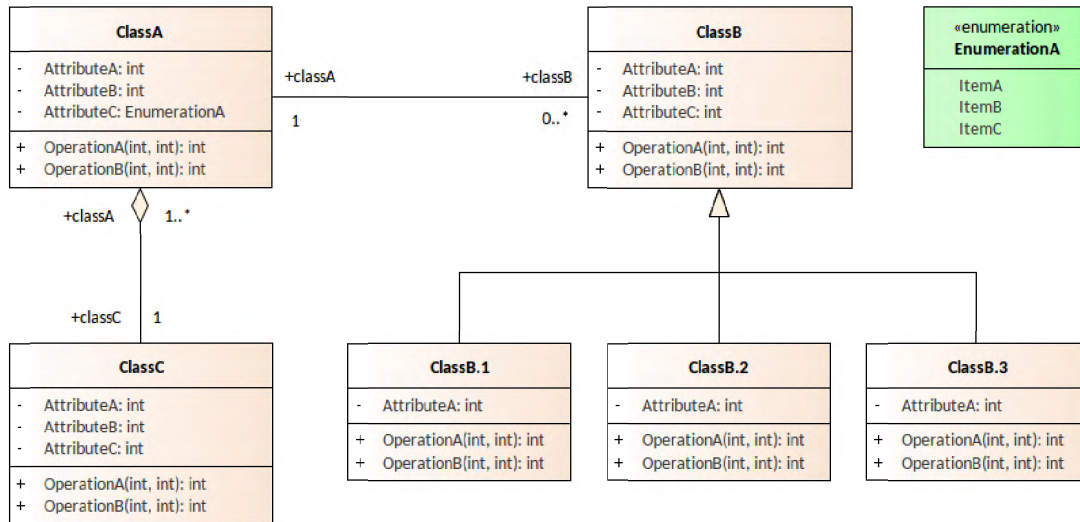 ClassA
- AttributeA: int
- AttributeB: int
- AttributeC: EnumerationA
+ OperationA(int, int): int
+ OperationB(int, int): int
+classA
1
+classB
0..*
ClassB
- AttributeA: int
- AttributeB: int
- AttributeC: int
+ OperationA(int, int): int
+ OperationB(int, int): int
«enumeration»
EnumerationA
ItemA
ItemB
ItemC
+classA
1..*
+classC
1
ClassC
- AttributeA: int
- AttributeB: int
- AttributeC: int
+ OperationA(int, int): int
+ OperationB(int, int): int
ClassB.1
- AttributeA: int
+ OperationA(int, int): int
+ OperationB(int, int): int
ClassB.2
- AttributeA: int
+ OperationA(int, int): int
+ OperationB(int, int): int
ClassB.3
- AttributeA: int
+ OperationA(int, int): int
+ OperationB(int, int): int